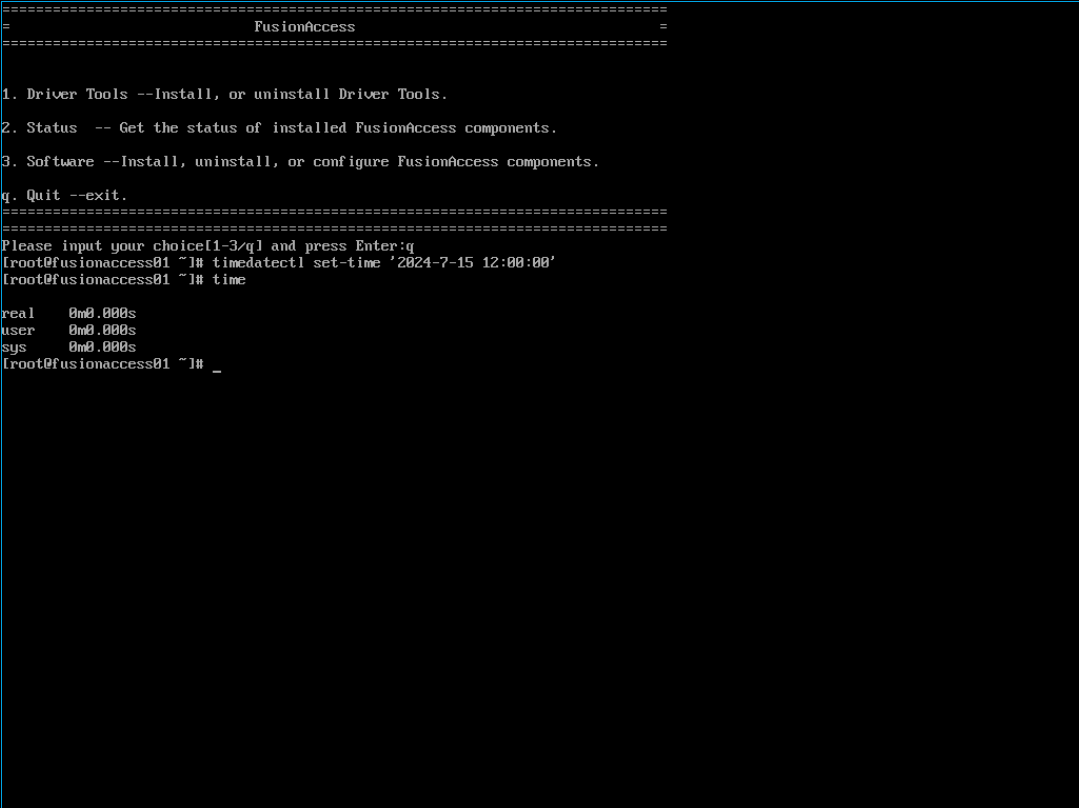 ===============================================================================
=                             FusionAccess                                    =
===============================================================================
1. Driver Tools --Install, or uninstall Driver Tools.
2. Status  -- Get the status of installed FusionAccess components.
3. Software --Install, uninstall, or configure FusionAccess components.
q. Quit --exit.
===============================================================================
===============================================================================
Please input your choice[1-3/q] and press Enter:q
[root@fusionaccess01 ~]# timedatectl set-time '2024-7-15 12:00:00'
[root@fusionaccess01 ~]# time
real    0m0.000s
user    0m0.000s
sys     0m0.000s
[root@fusionaccess01 ~]# _